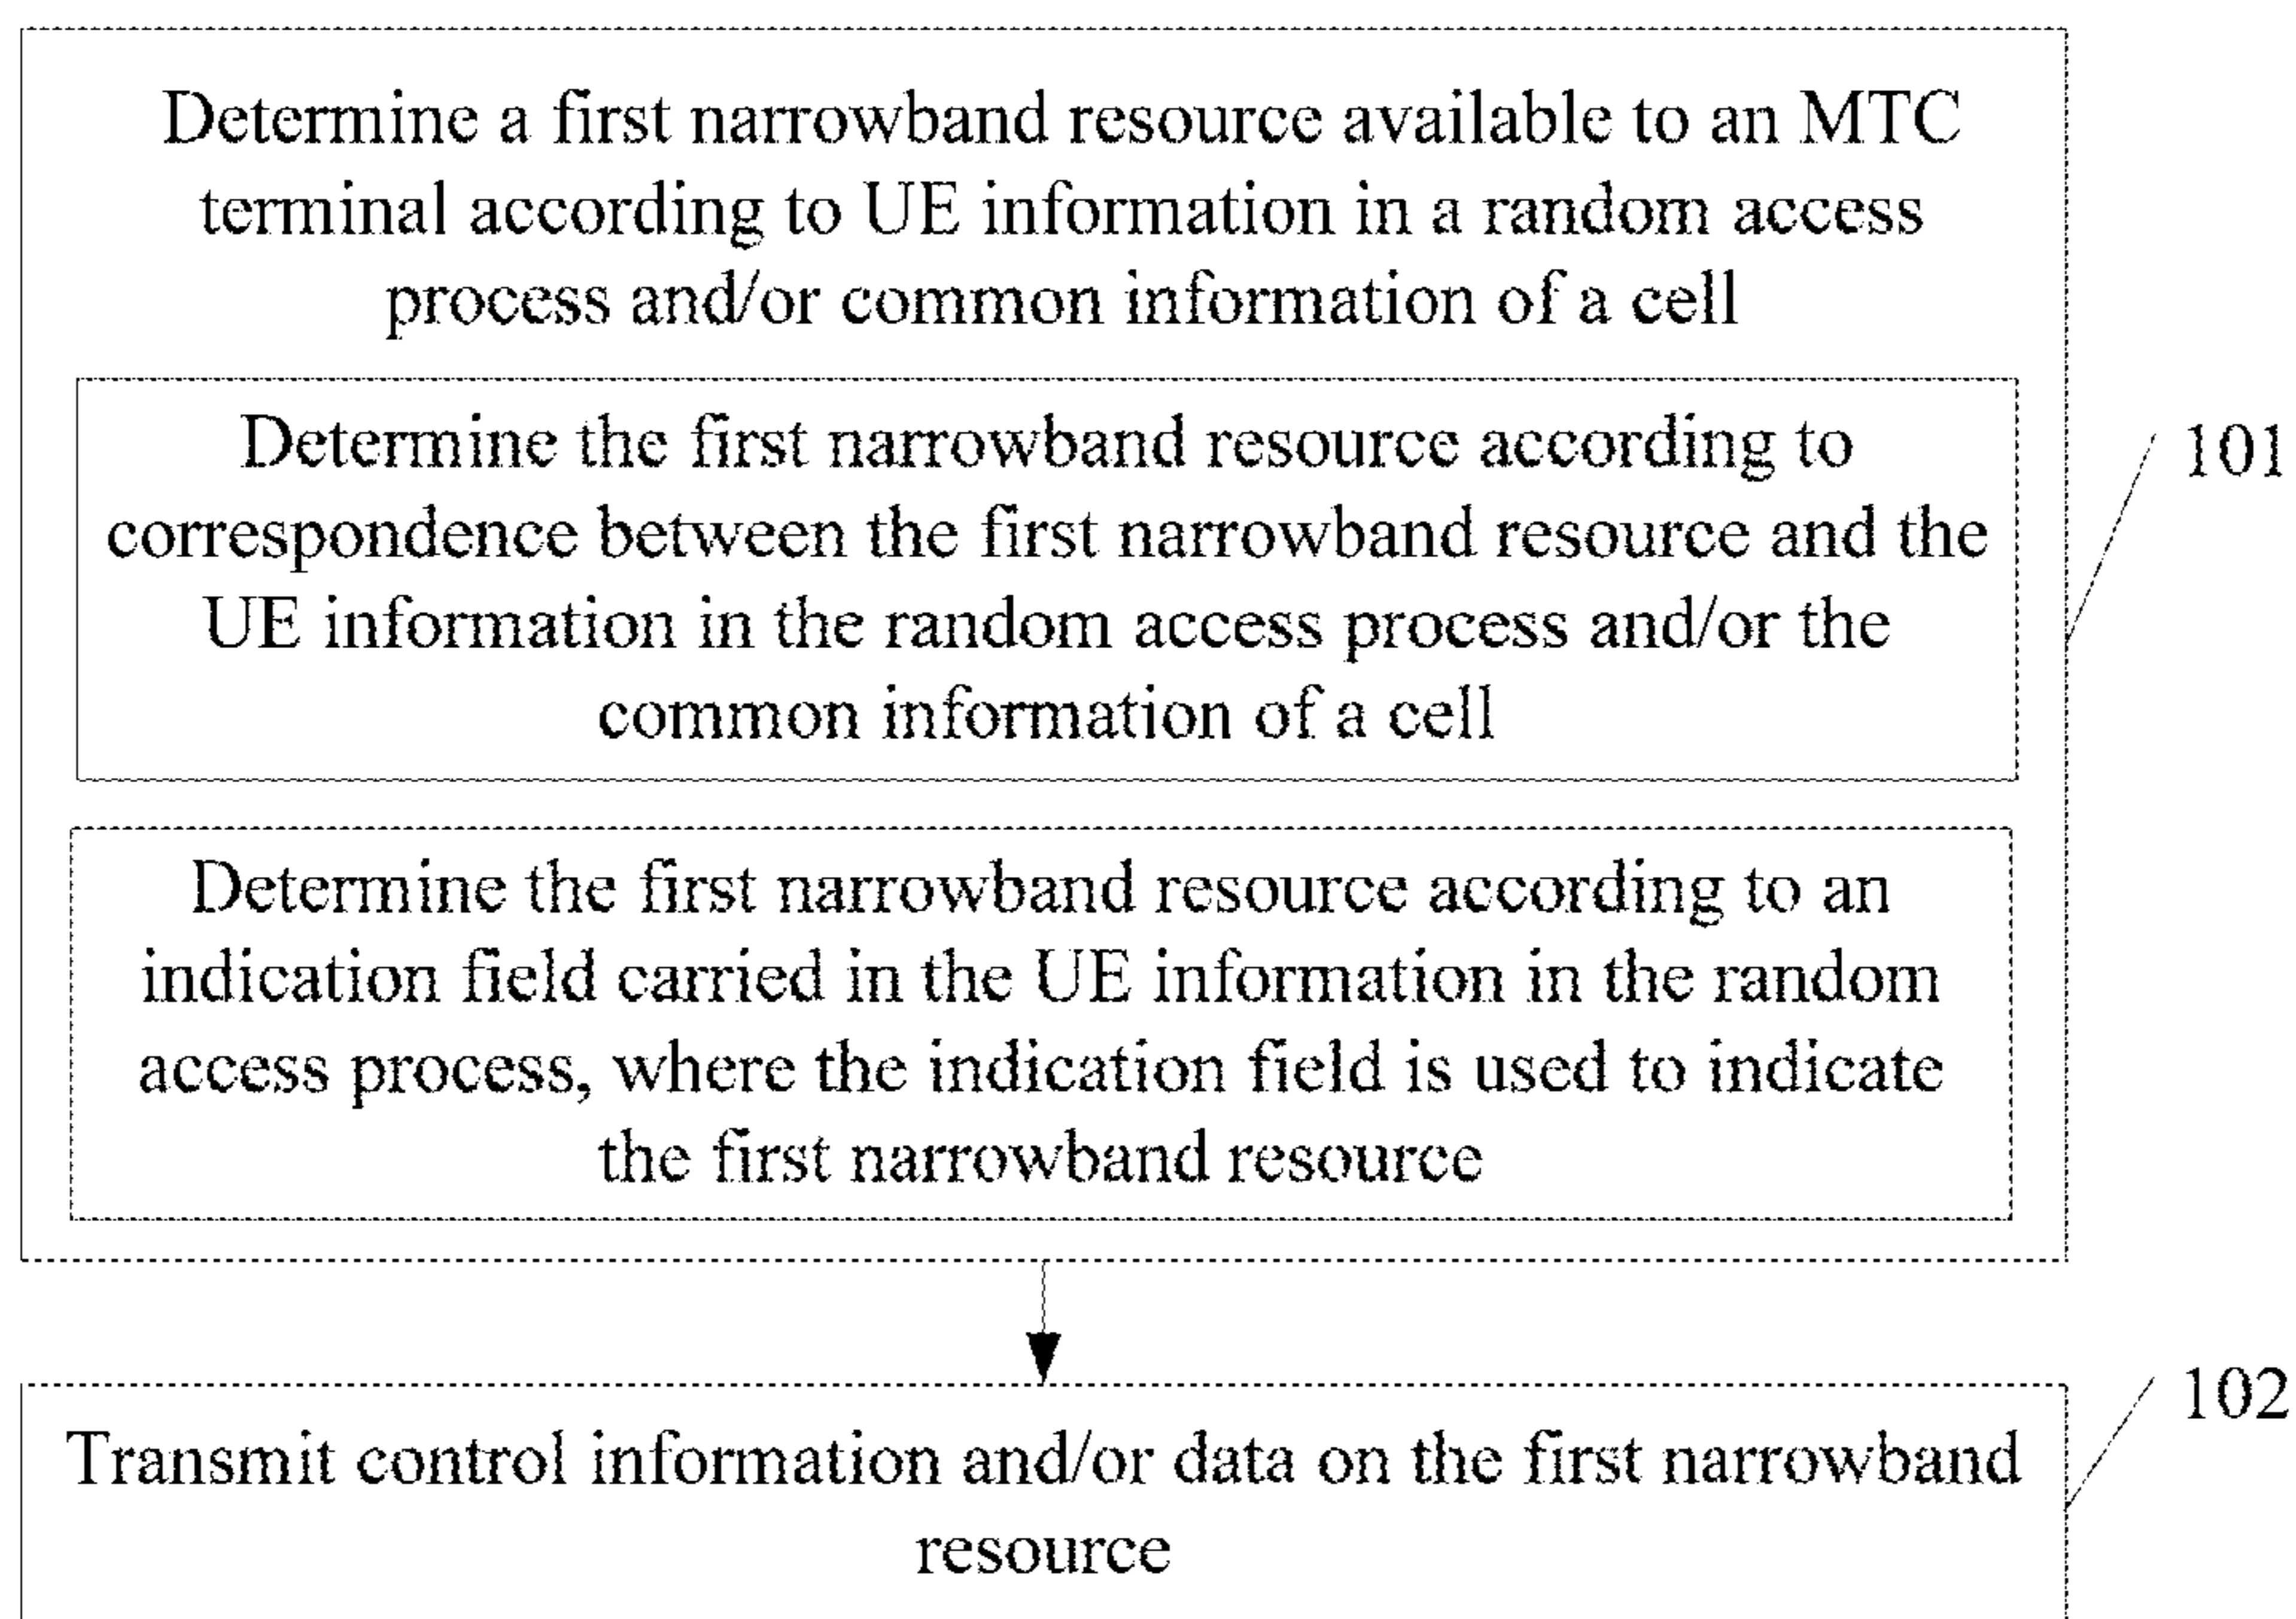 Determine a first narrowband resource available to an MTC
terminal according to UE information in a random access
process and/or common information of a cell
Determine the first narrowband resource according to
correspondence between the first narrowband resource and the
UE information in the random access process and/or the
common information of a cell
101
Determine the first narrowband resource according to an
indication field carried in the UE information in the random
access process, where the indication field is used to indicate
the first narrowband resource
102
Transmit control information and/or data on the first narrowband
resource